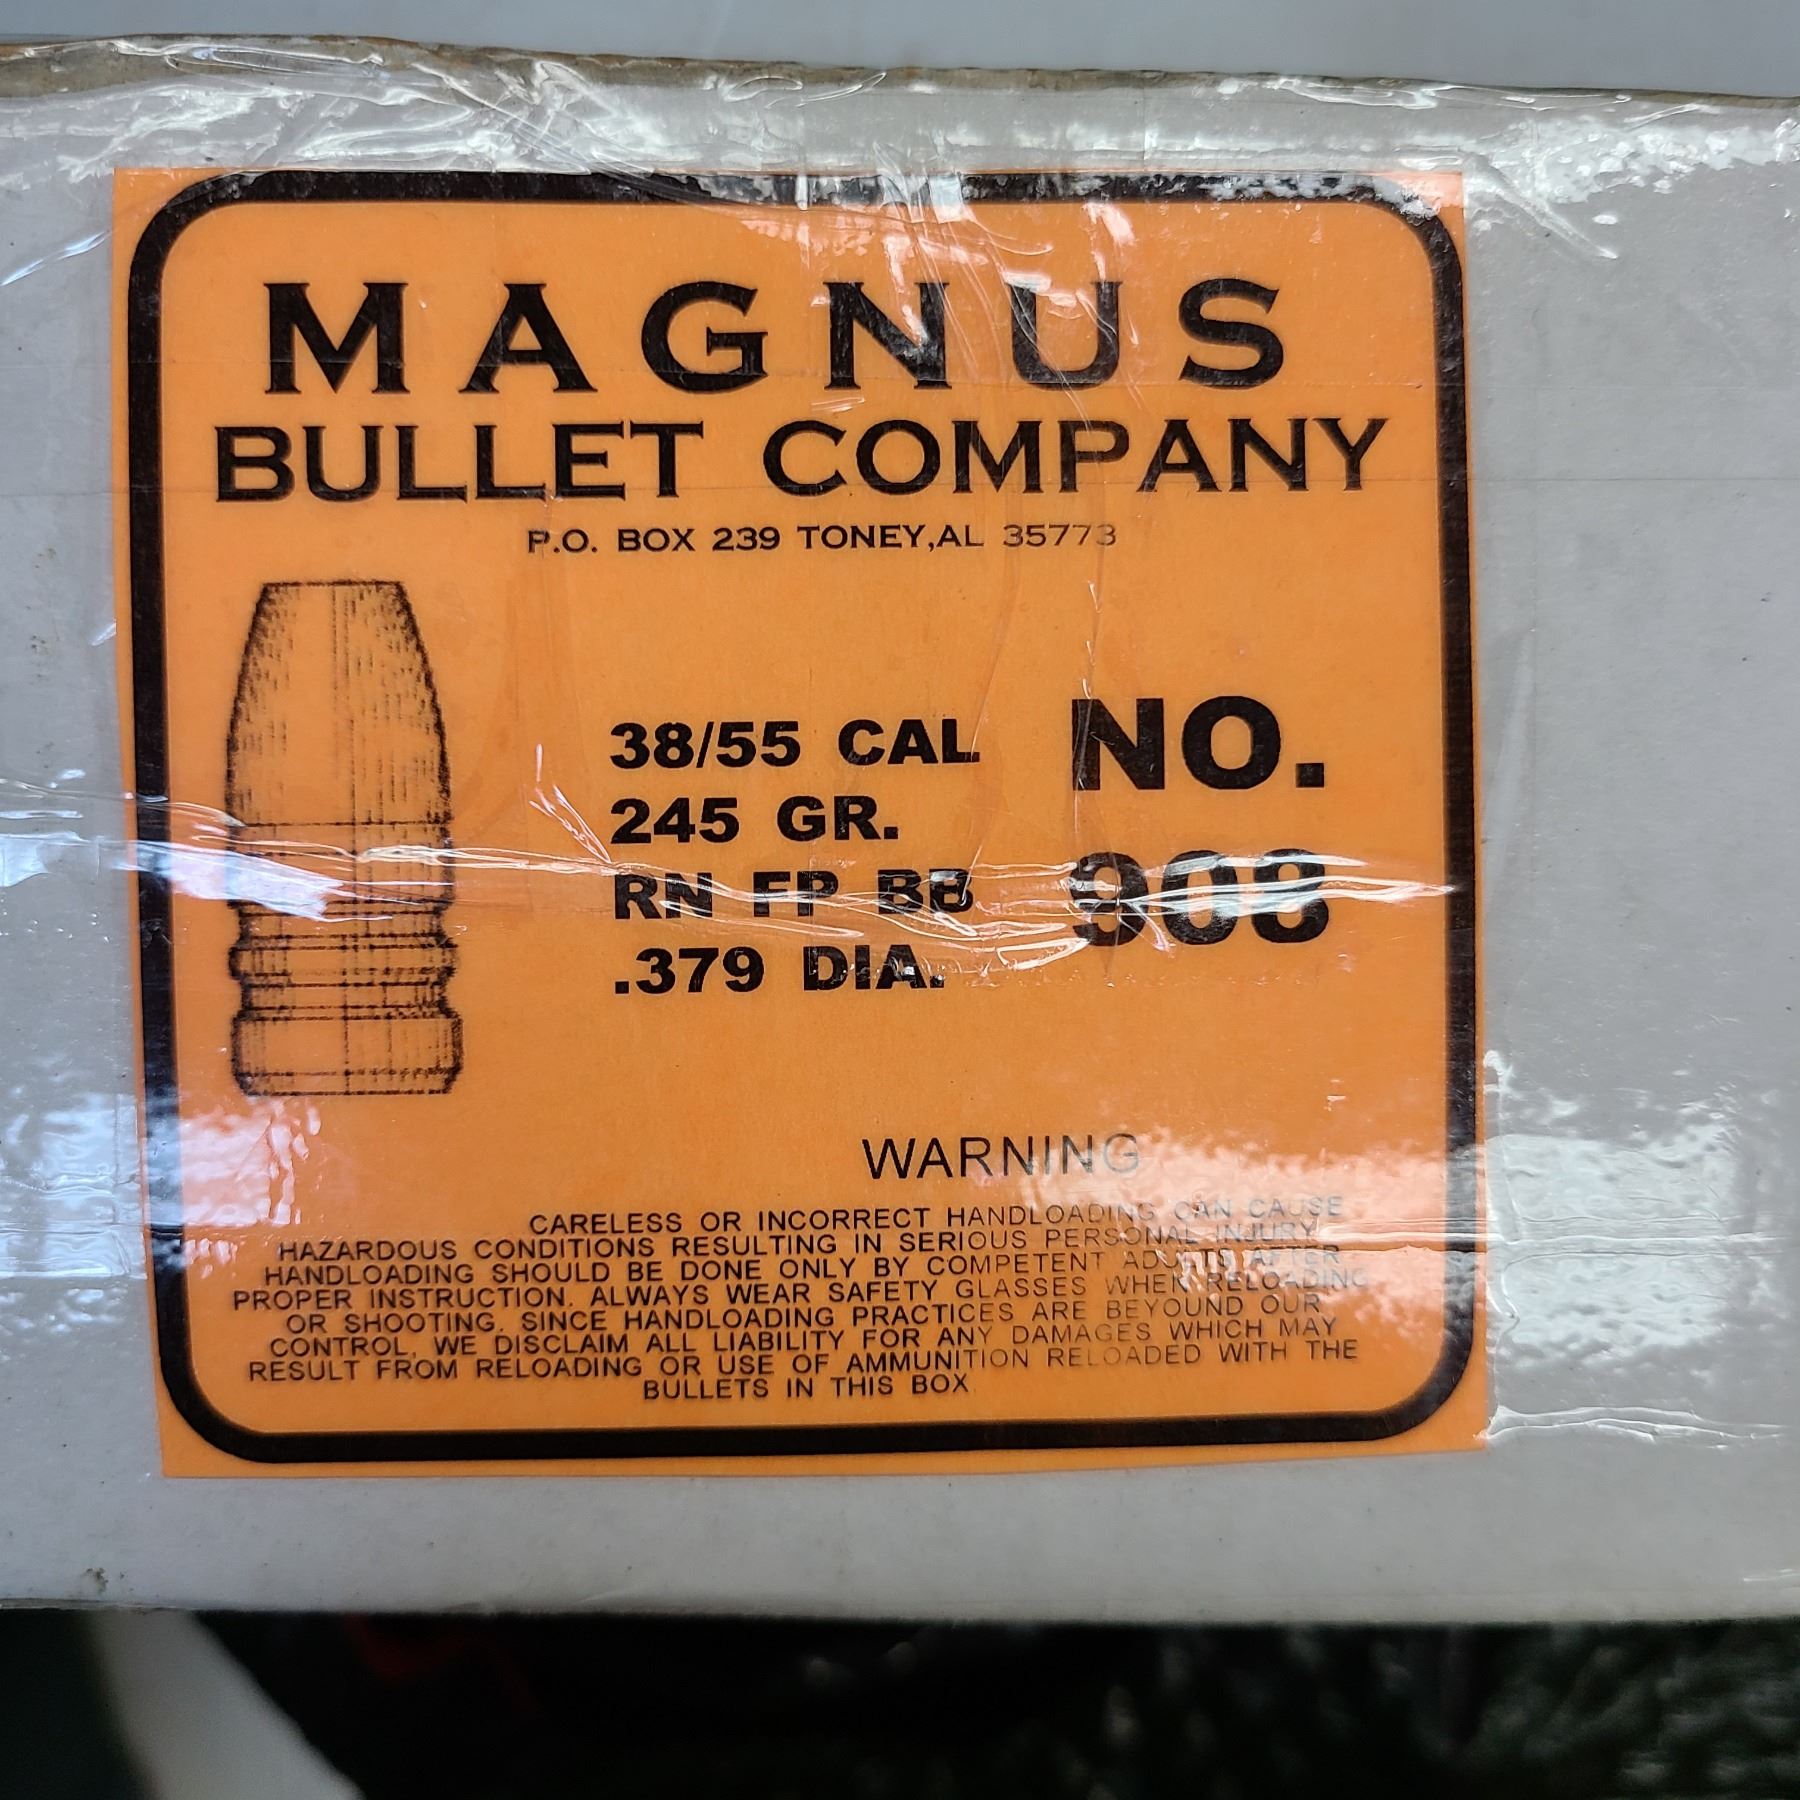 MAGNUS
BULLET COMPANY
P.O. BOX 239 TONEY,AL 35773
38/55 CAL
245 GR.
RN FP BB
.379 DIA.
NO.
908
WARNING
CARELESS OR INCORRECT HANDLOADING CAN CAUSE
HAZARDOUS CONDITIONS RESULTING IN SERIOUS PERSONAL INJURY.
HANDLOADING SHOULD BE DONE ONLY BY COMPETENT ADULTS AFTER
PROPER INSTRUCTION. ALWAYS WEAR SAFETY GLASSES WHEN RELOADING
OR SHOOTING. SINCE HANDLOADING PRACTICES ARE BEYOUND OUR
CONTROL, WE DISCLAIM ALL LIABILITY FOR ANY DAMAGES WHICH MAY
RESULT FROM RELOADING OR USE OF AMMUNITION RELOADED WITH THE
BULLETS IN THIS BOX